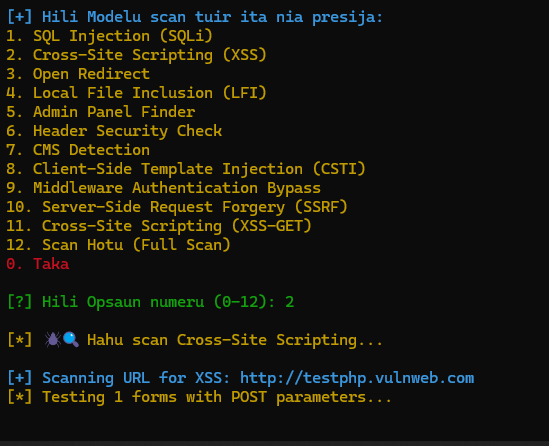 [+] Hili Modelu scan tuir ita nia presija:
1. SQL Injection (SQLi)
2. Cross-Site Scripting (XSS)
3. Open Redirect
4. Local File Inclusion (LFI)
5. Admin Panel Finder
6. Header Security Check
7. CMS Detection
8. Client-Side Template Injection (CSTI)
9. Middleware Authentication Bypass
10. Server-Side Request Forgery (SSRF)
11. Cross-Site Scripting (XSS-GET)
12. Scan Hotu (Full Scan)
0. Taka
[?] Hili Opsaun numeru (0-12): 2
[*] 🕷️🔍 Hahu scan Cross-Site Scripting...
[+] Scanning URL for XSS: http://testphp.vulnweb.com
[*] Testing 1 forms with POST parameters...